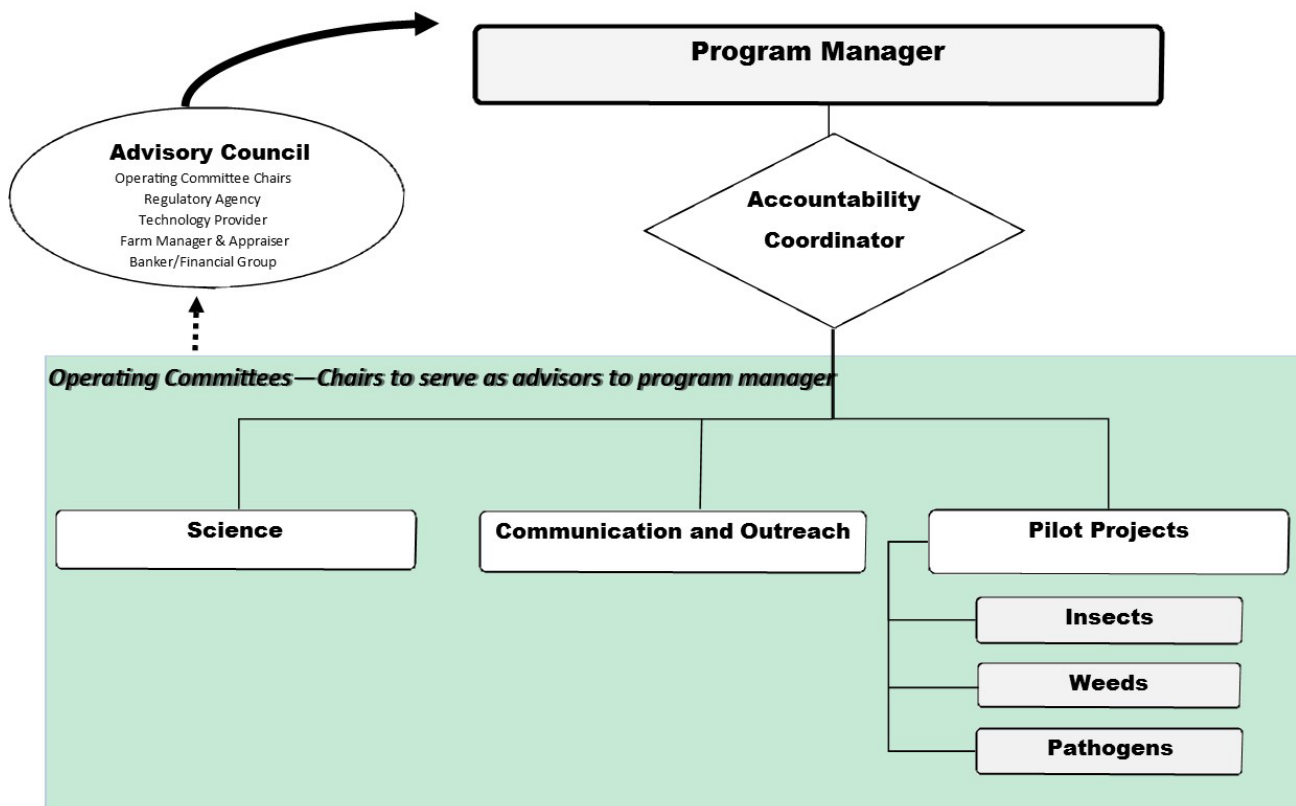 Program Manager
Advisory Council
Operating Committee Chairs
Regulatory Agency
Technology Provider
Farm Manager & Appraiser
Banker/Financial Group
Accountability
Coordinator
Operating Committees—Chairs to serve as advisors to program manager
Science
Communication and Outreach
Pilot Projects
Insects
Weeds
Pathogens